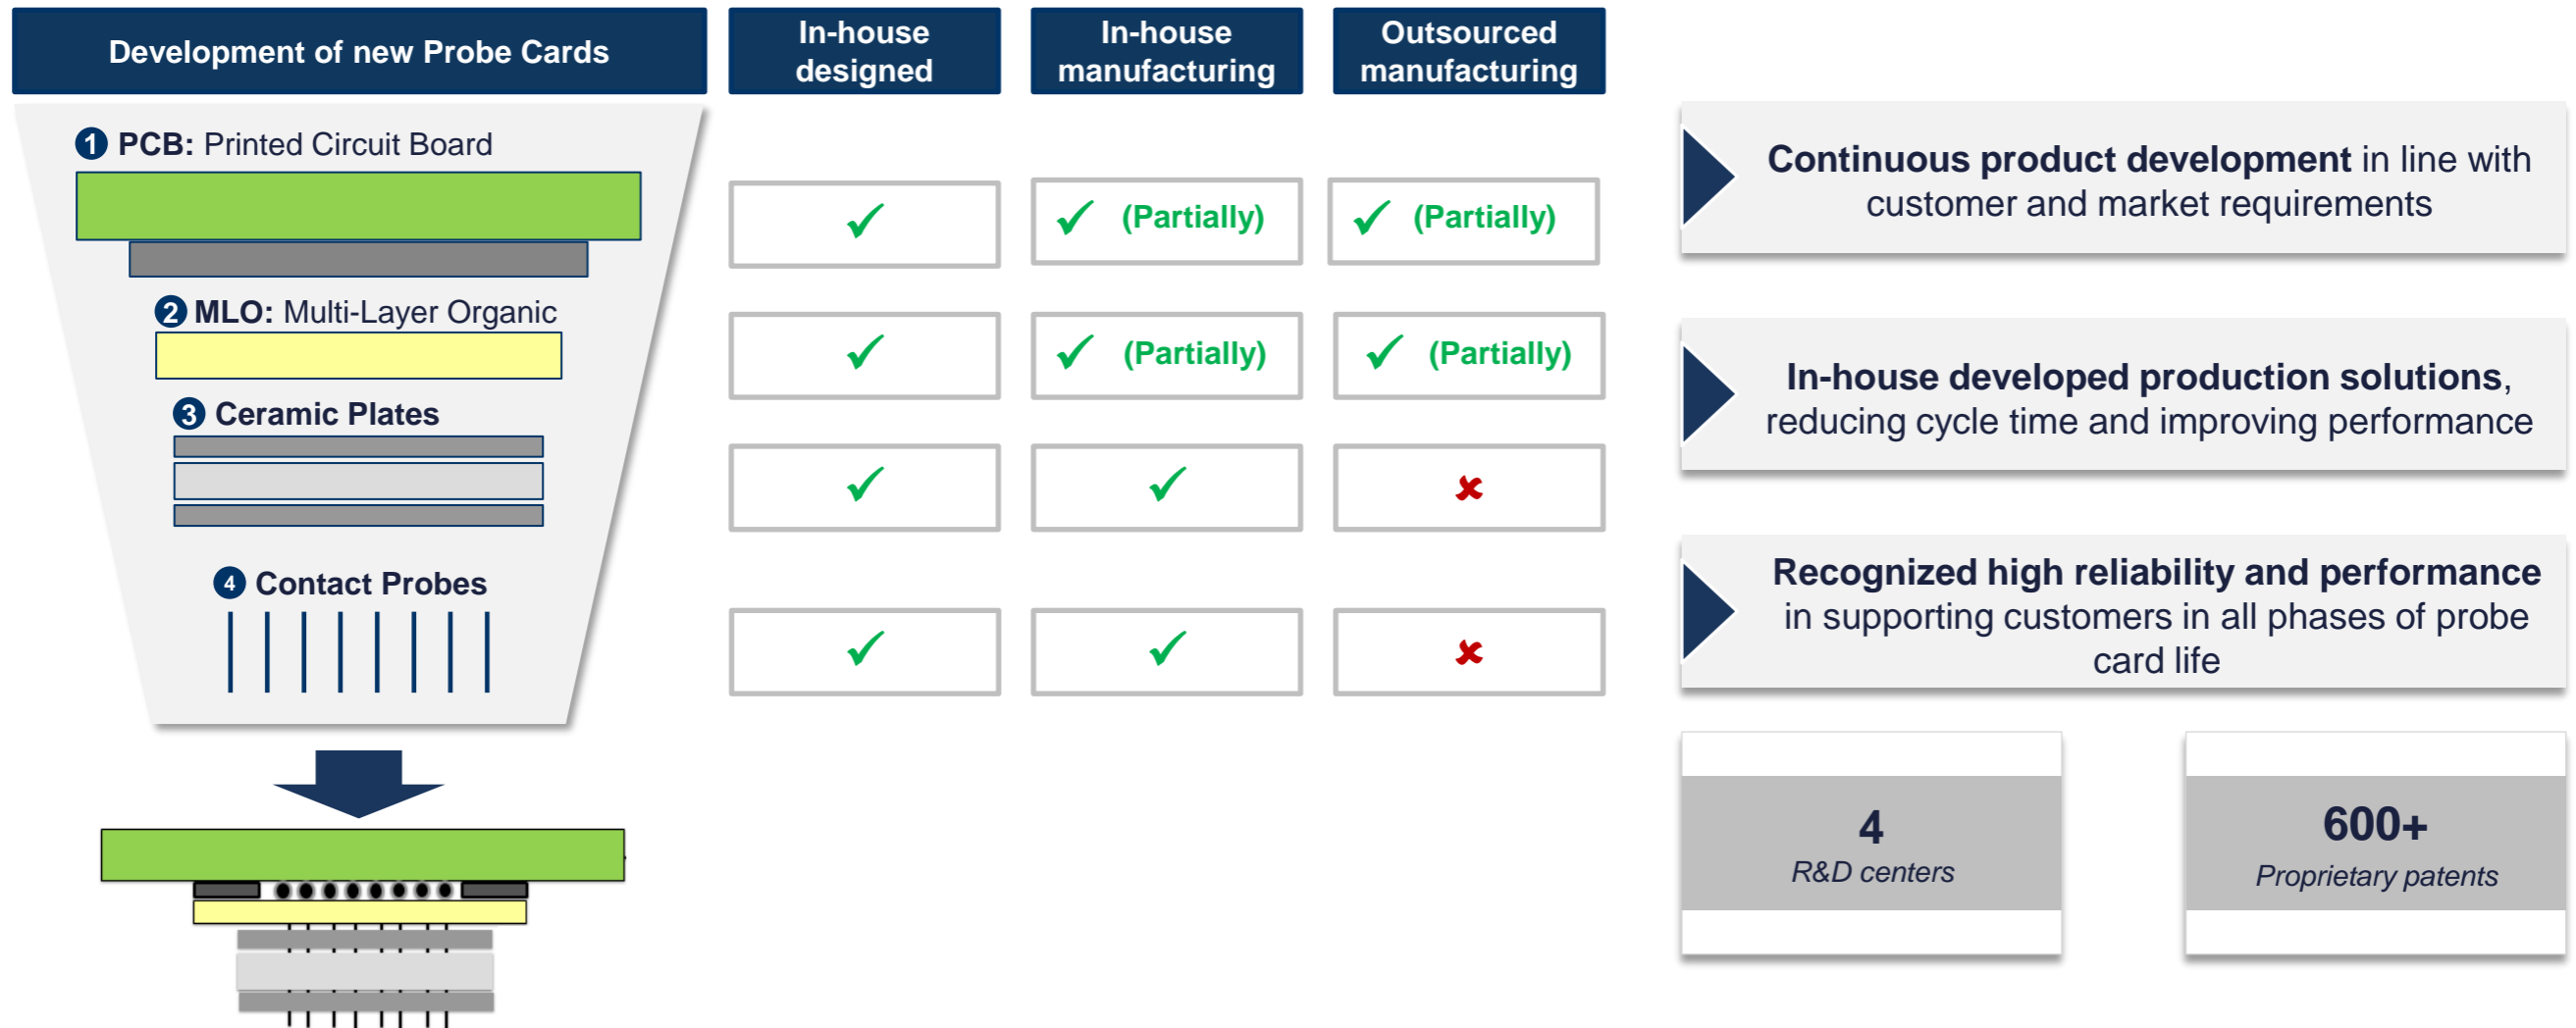 Development of new Probe Cards
In-house
designed
In-house
manufacturing
Outsourced
manufacturing
1 PCB: Printed Circuit Board
✓
✓ (Partially)
✓ (Partially)
2 MLO: Multi-Layer Organic
✓
✓ (Partially)
✓ (Partially)
3 Ceramic Plates
✓
✓
✘
4 Contact Probes
✓
✓
✘
Continuous product development in line with
customer and market requirements
In-house developed production solutions,
reducing cycle time and improving performance
Recognized high reliability and performance
in supporting customers in all phases of probe
card life
4
R&D centers
600+
Proprietary patents